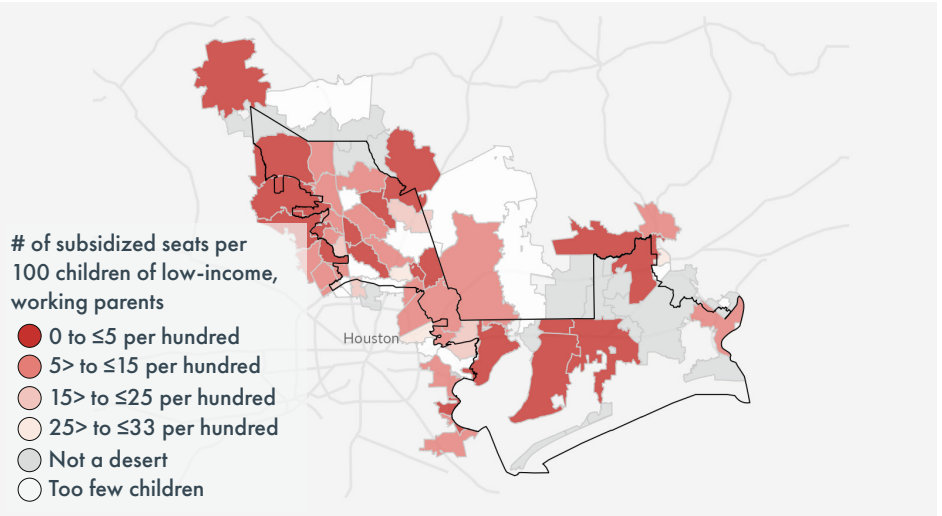 # of subsidized seats per
100 children of low-income,
working parents
0 to ≤5 per hundred
5> to ≤15 per hundred
15> to ≤25 per hundred
25> to ≤33 per hundred
Not a desert
Too few children
Houston